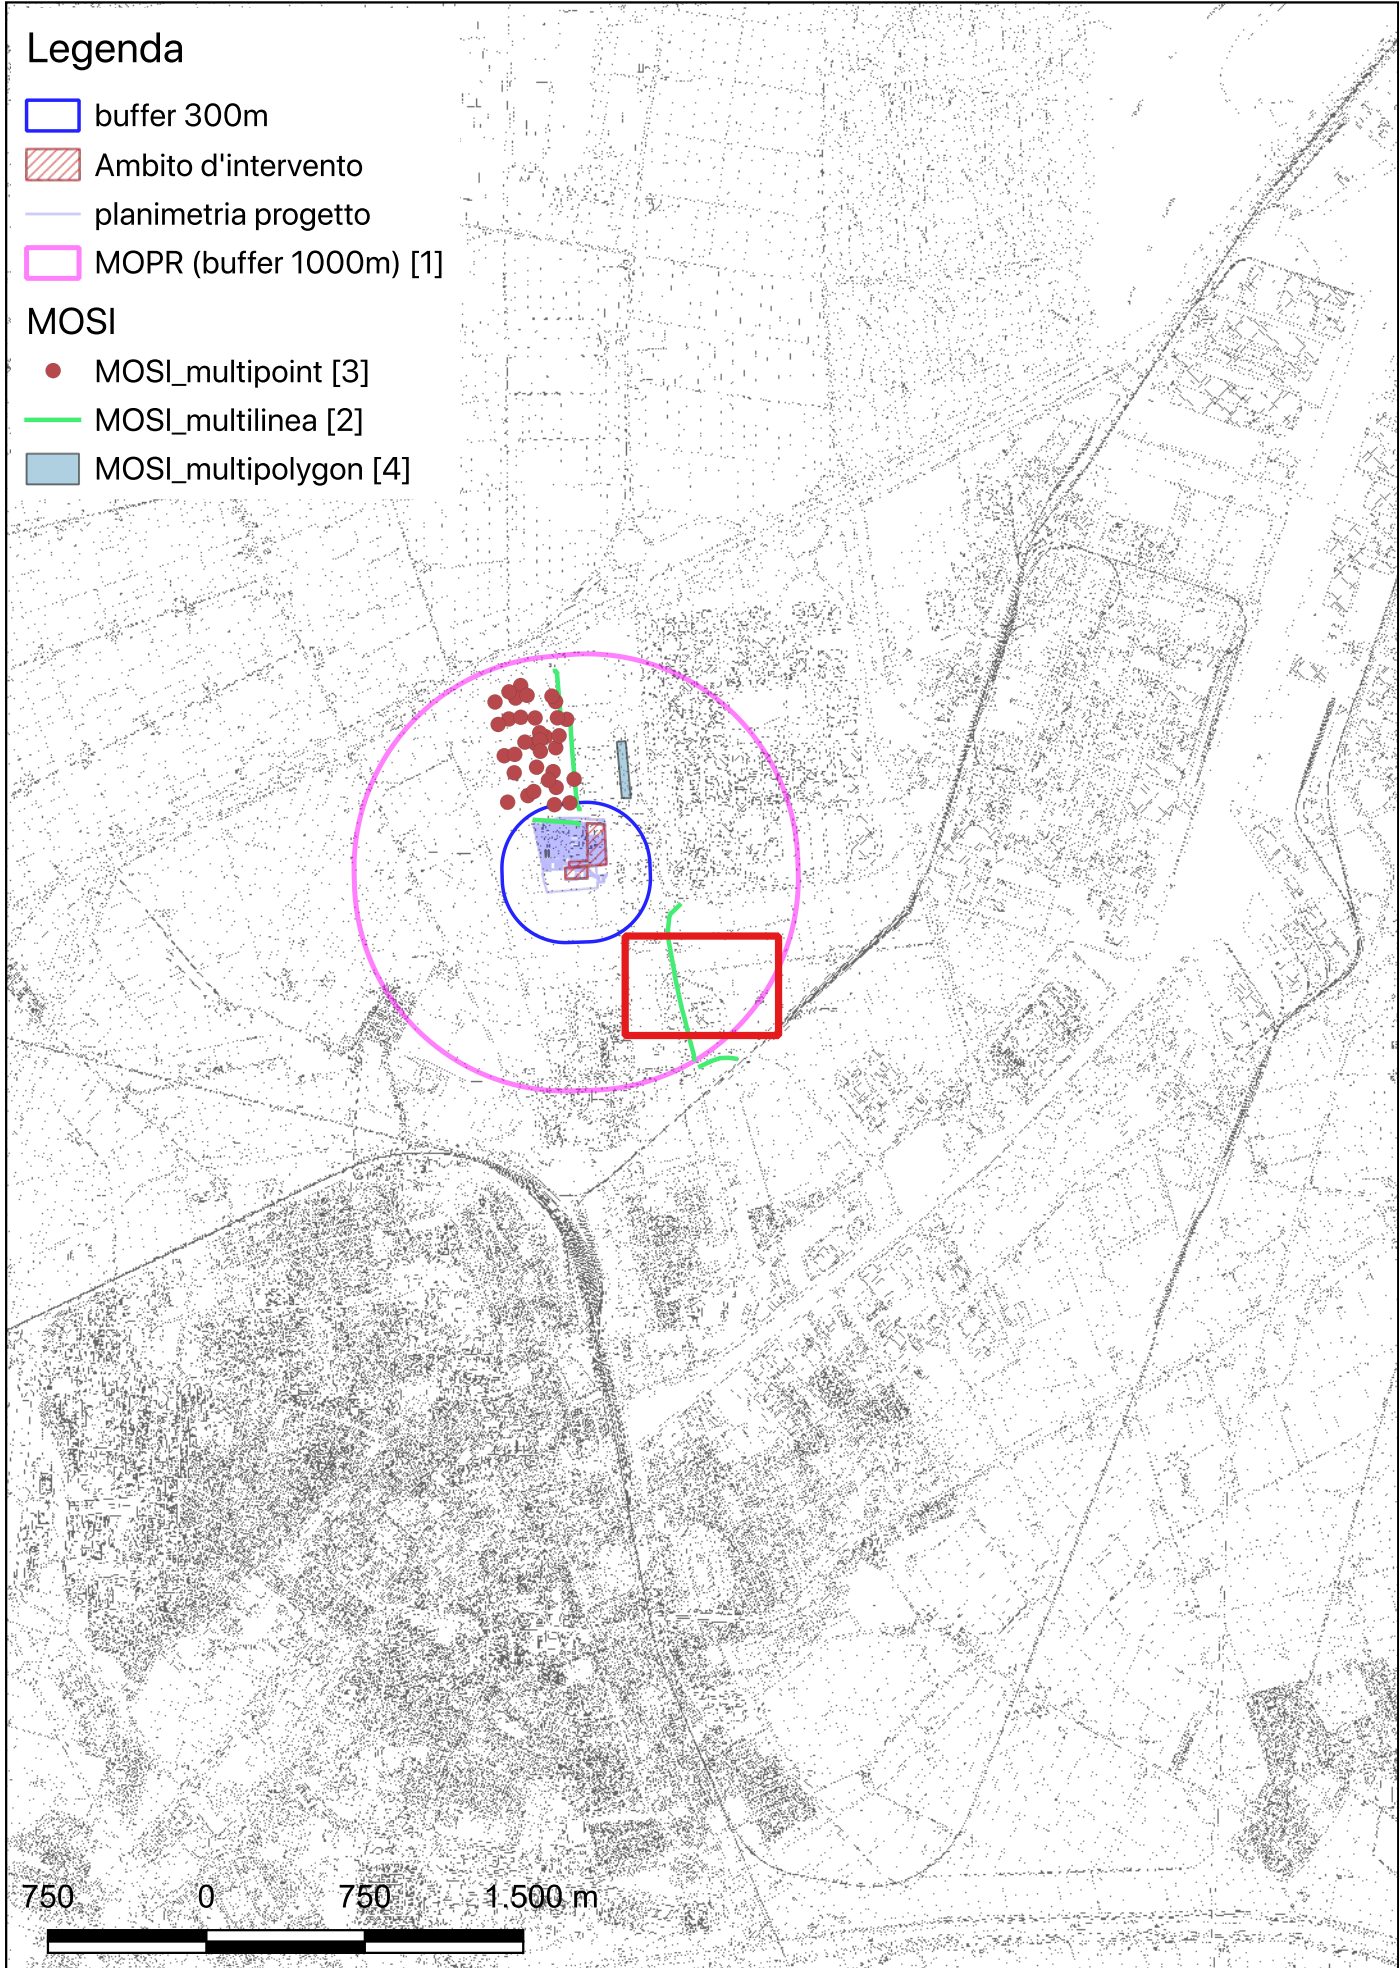 Legenda
buffer 300m
Ambito d'intervento
planimetria progetto
MOPR (buffer 1000m) [1]
MOSI
MOSI_multipoint [3]
MOSI_multilinea [2]
MOSI_multipolygon [4]
750 0 750 1.500 m